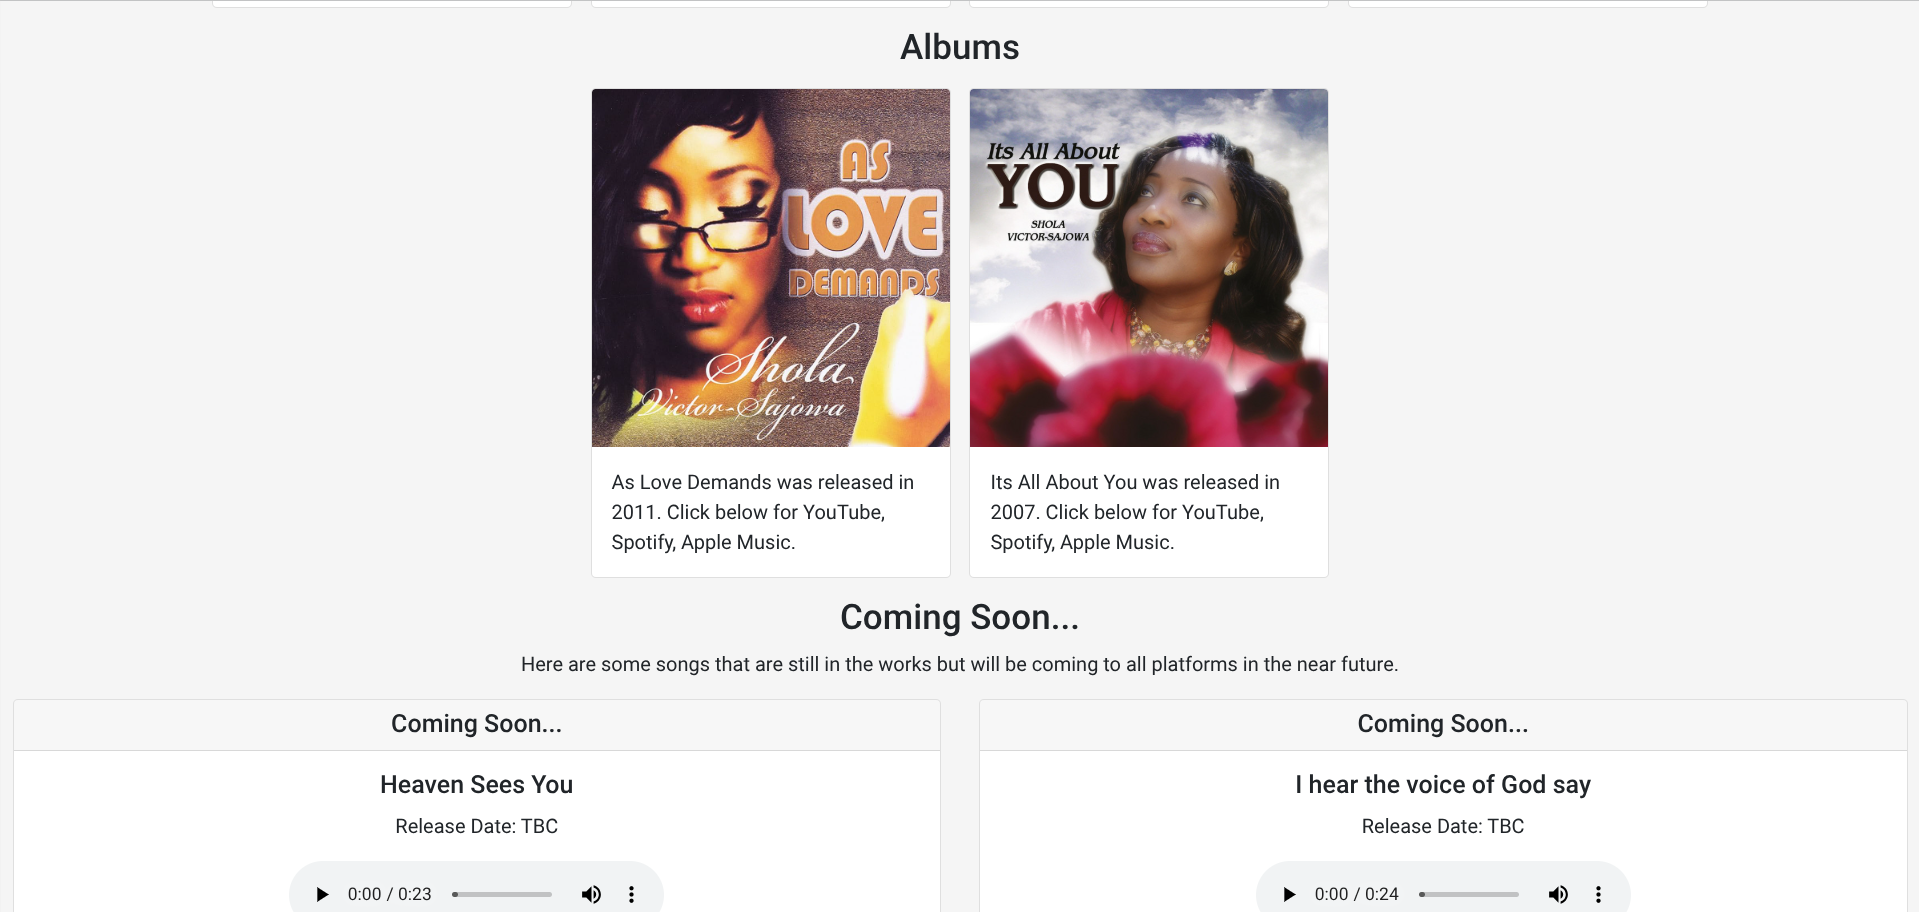 Albums
AS
LOVE
DEMANDS
Shola
Victor-Sajowa
Its All About
YOU
SHOLA
VICTOR-SAJOWA
As Love Demands was released in
2011. Click below for YouTube,
Spotify, Apple Music.
Its All About You was released in
2007. Click below for YouTube,
Spotify, Apple Music.
Coming Soon...
Here are some songs that are still in the works but will be coming to all platforms in the near future.
Coming Soon...
Heaven Sees You
Release Date: TBC
0:00 / 0:23
Coming Soon...
I hear the voice of God say
Release Date: TBC
0:00 / 0:24